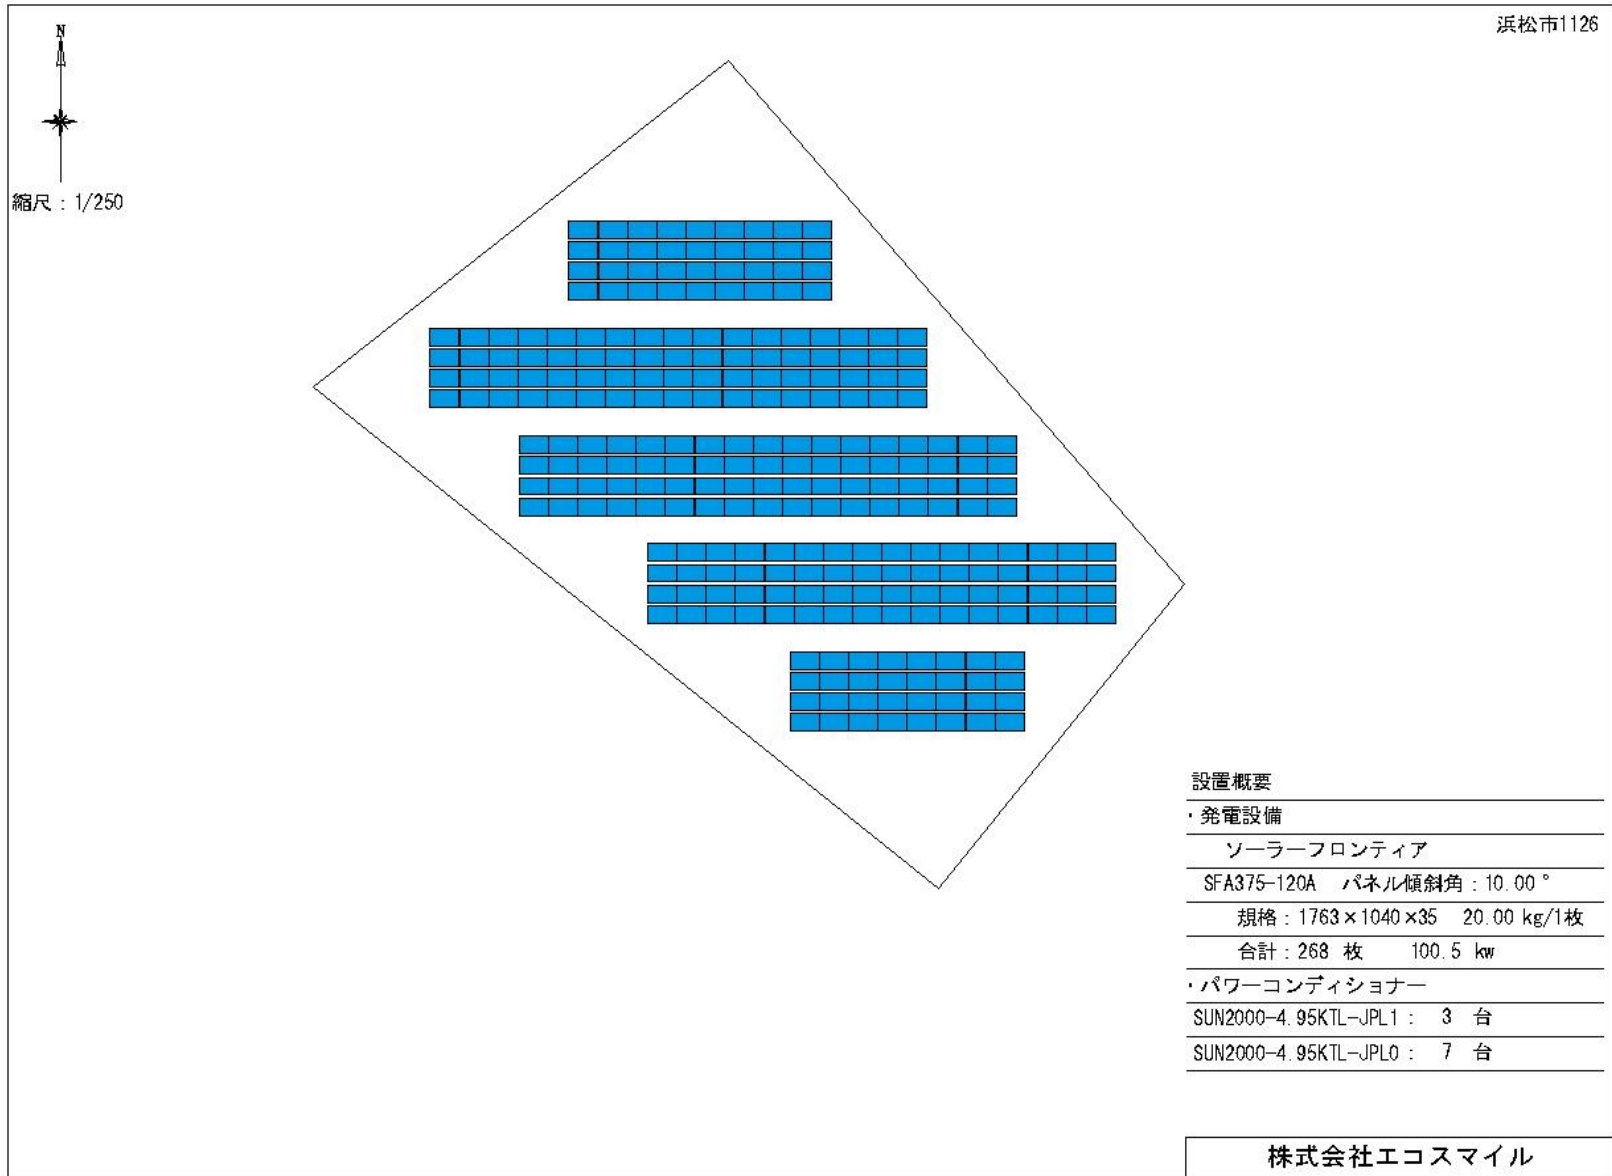 浜松市1126
N
縮尺：1/250
設置概要
・発電設備
ソーラーフロンティア
SFA375-120A パネル傾斜角：10.00°
規格：1763×1040×35 20.00 kg/1枚
合計：268 枚 100.5 kw
・パワーコンディショナー
SUN2000-4.95KTL-JPL1： 3 台
SUN2000-4.95KTL-JPL0： 7 台
株式会社エコスマイル